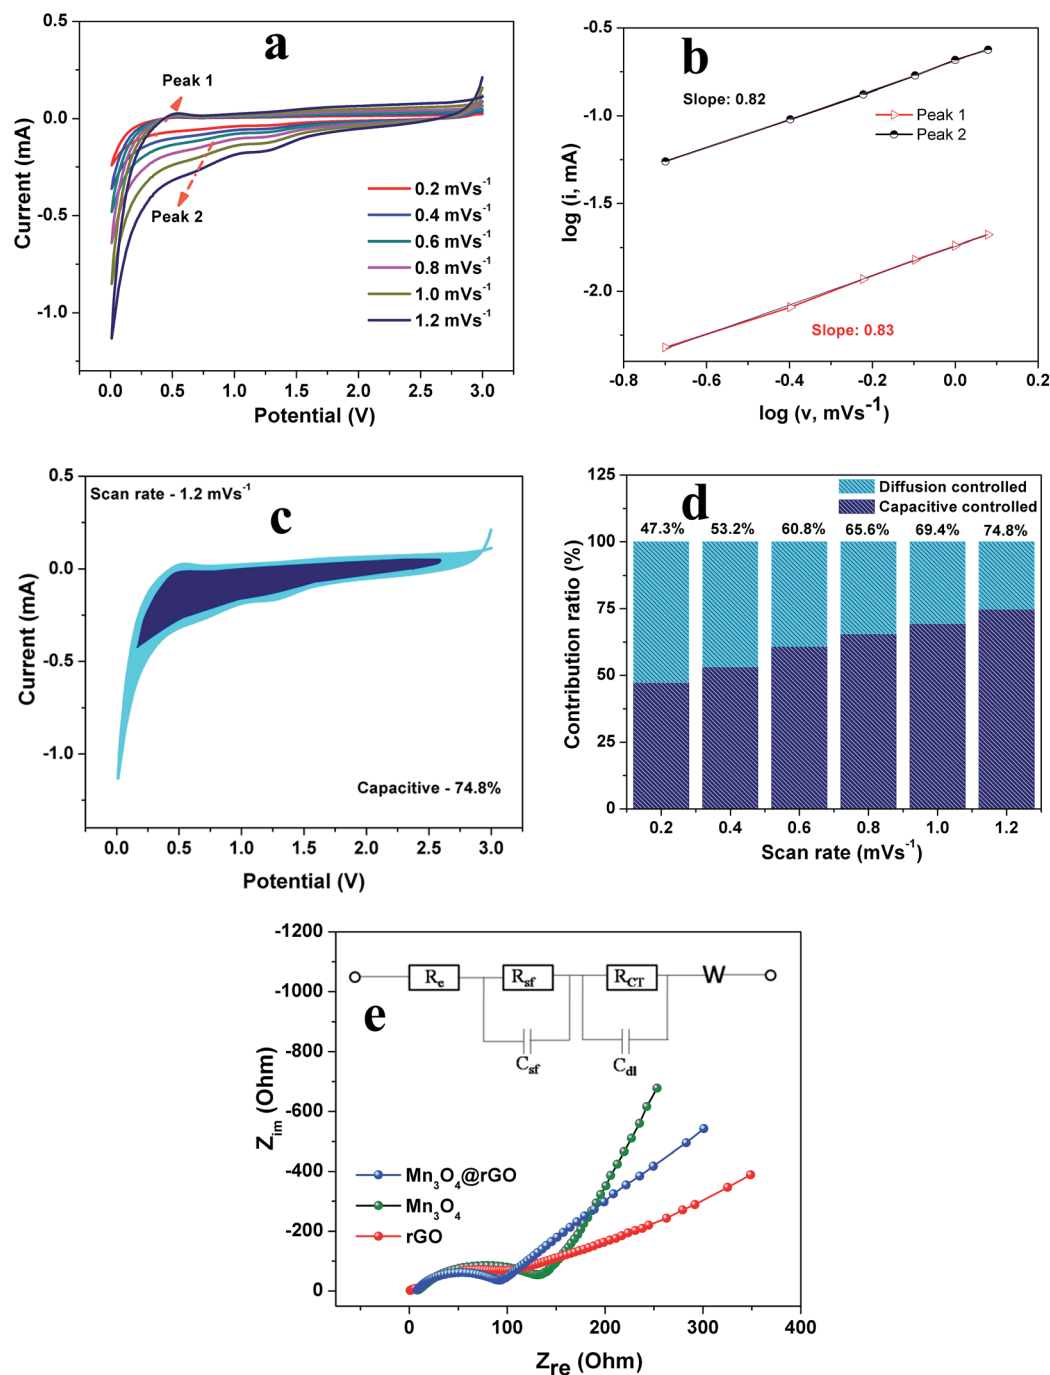 a
Peak 1
Peak 2
0.2 mVs⁻¹
0.4 mVs⁻¹
0.6 mVs⁻¹
0.8 mVs⁻¹
1.0 mVs⁻¹
1.2 mVs⁻¹
0.5
0.0
-0.5
-1.0
Current (mA)
0.0 0.5 1.0 1.5 2.0 2.5 3.0
Potential (V)
b
Slope: 0.82
Peak 1
Peak 2
Slope: 0.83
-0.5
-1.0
-1.5
-2.0
log (i, mA)
-0.8 -0.6 -0.4 -0.2 0.0 0.2
log (v, mVs⁻¹)
Scan rate - 1.2 mVs⁻¹
c
Capacitive - 74.8%
0.5
0.0
-0.5
-1.0
Current (mA)
0.0 0.5 1.0 1.5 2.0 2.5 3.0
Potential (V)
Diffusion controlled
Capacitive controlled
d
47.3% 53.2% 60.8% 65.6% 69.4% 74.8%
125
100
75
50
25
0
Contribution ratio (%)
0.2 0.4 0.6 0.8 1.0 1.2
Scan rate (mVs⁻¹)
e
Rₑ
R_sf
R_CT
W
C_sf
C_dl
Mn₃O₄@rGO
Mn₃O₄
rGO
-1200
-1000
-800
-600
-400
-200
0
Z_im (Ohm)
0 100 200 300 400
Z_re (Ohm)